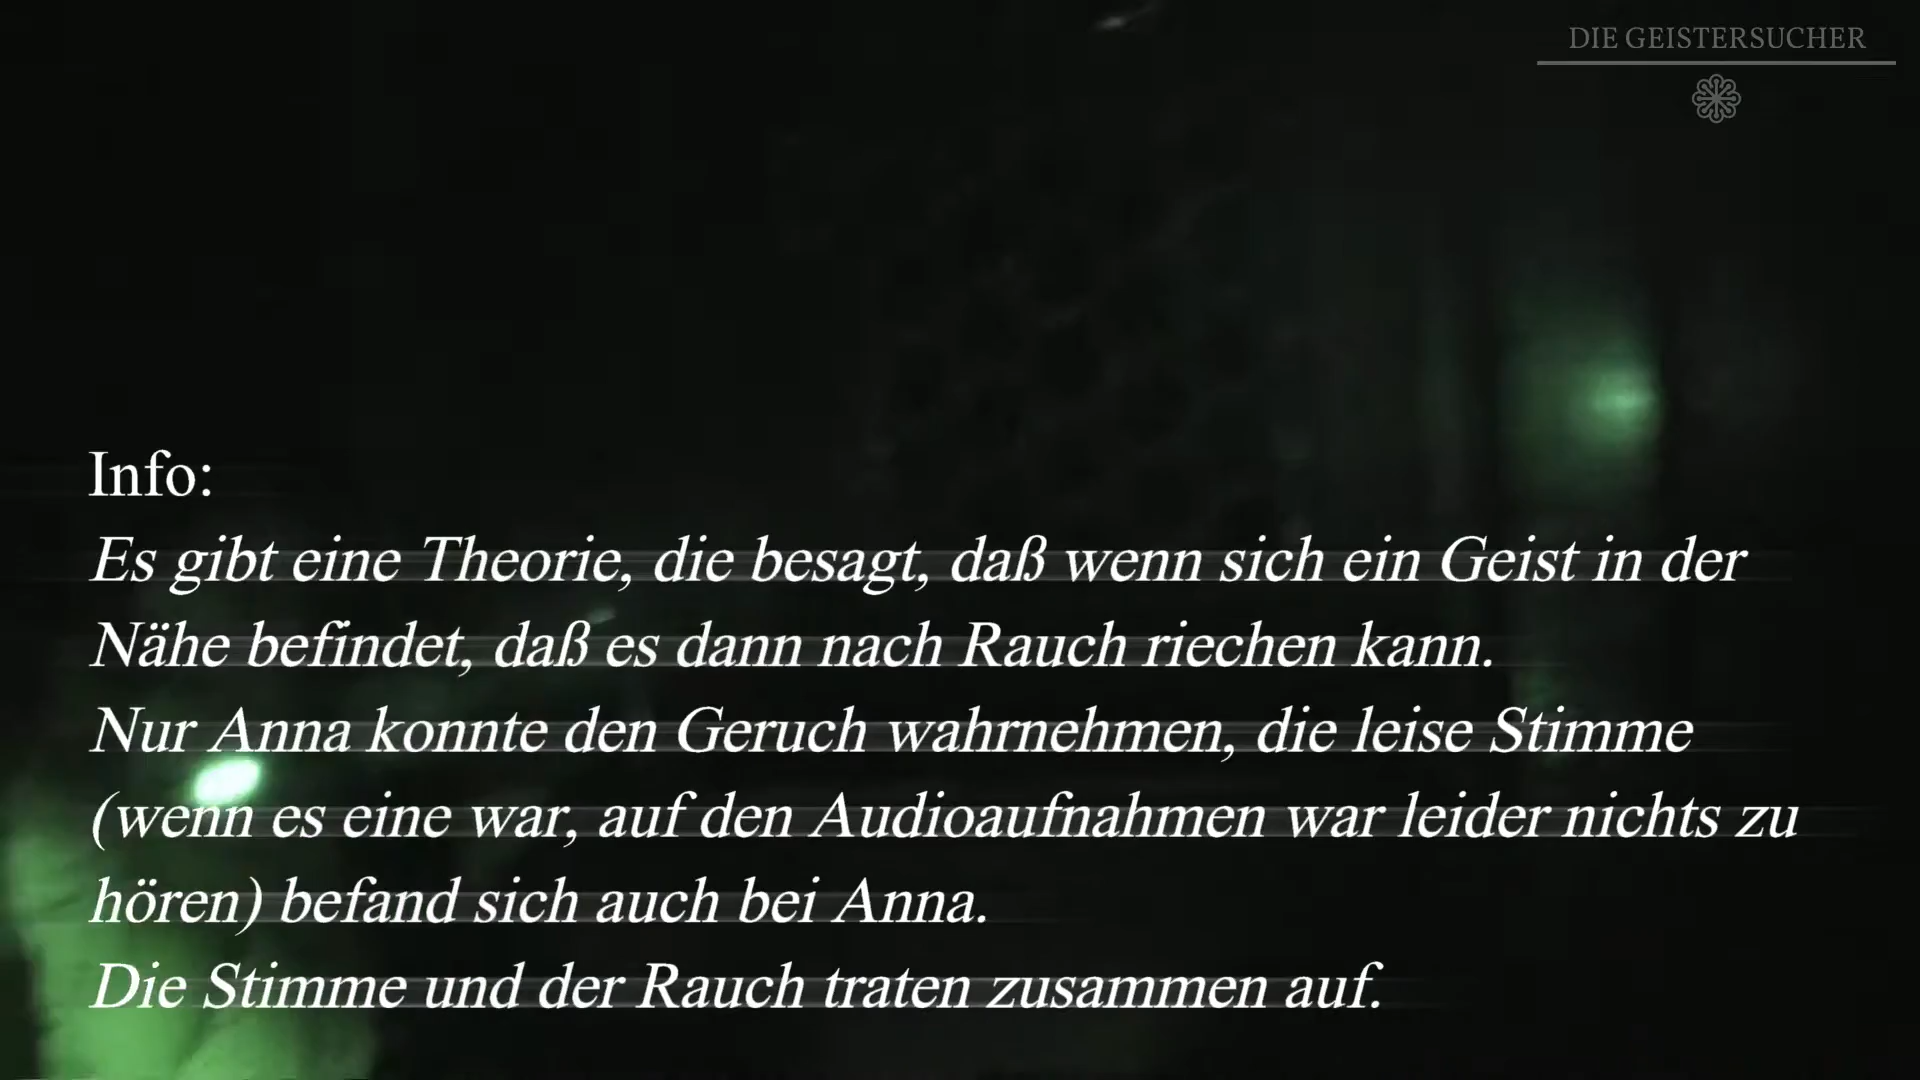 DIE GEISTERSUCHER
Info:
Es gibt eine Theorie, die besagt, daß wenn sich ein Geist in der
Nähe befindet, daß es dann nach Rauch riechen kann.
Nur Anna konnte den Geruch wahrnehmen, die leise Stimme
(wenn es eine war, auf den Audioaufnahmen war leider nichts zu
hören) befand sich auch bei Anna.
Die Stimme und der Rauch traten zusammen auf.